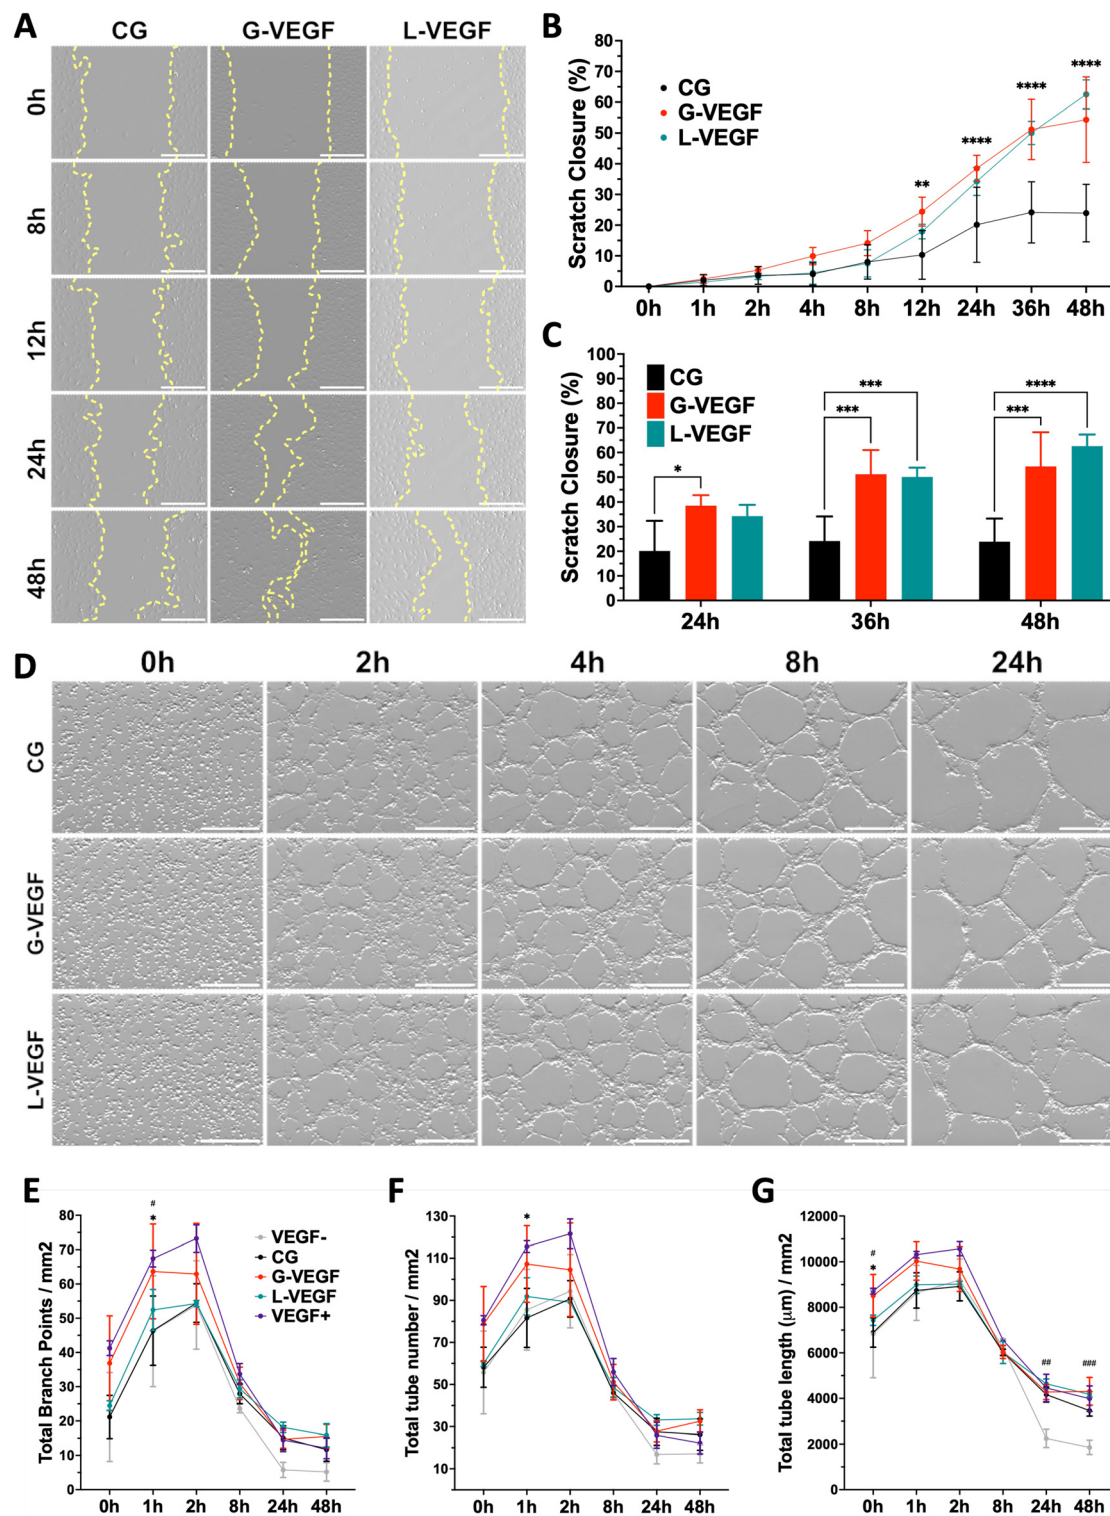 A
CG G-VEGF L-VEGF
0h
8h
12h
24h
48h
B
Scratch Closure (%)
80
70
60
50
40
30
20
10
0
CG
G-VEGF
L-VEGF
**
****
****
****
0h 1h 2h 4h 8h 12h 24h 36h 48h
C
Scratch Closure (%)
100
90
80
70
60
50
40
30
20
10
0
CG
G-VEGF
L-VEGF
*
***
***
***
****
24h 36h 48h
D
0h 2h 4h 8h 24h
CG
G-VEGF
L-VEGF
E
Total Branch Points / mm2
80
70
60
50
40
30
20
10
0
#
*
VEGF-
CG
G-VEGF
L-VEGF
VEGF+
0h 1h 2h 8h 24h 48h
F
Total tube number / mm2
130
110
90
70
50
30
10
*
0h 1h 2h 8h 24h 48h
G
Total tube length (μm) / mm2
12000
10000
8000
6000
4000
2000
0
#
*
##
###
0h 1h 2h 8h 24h 48h